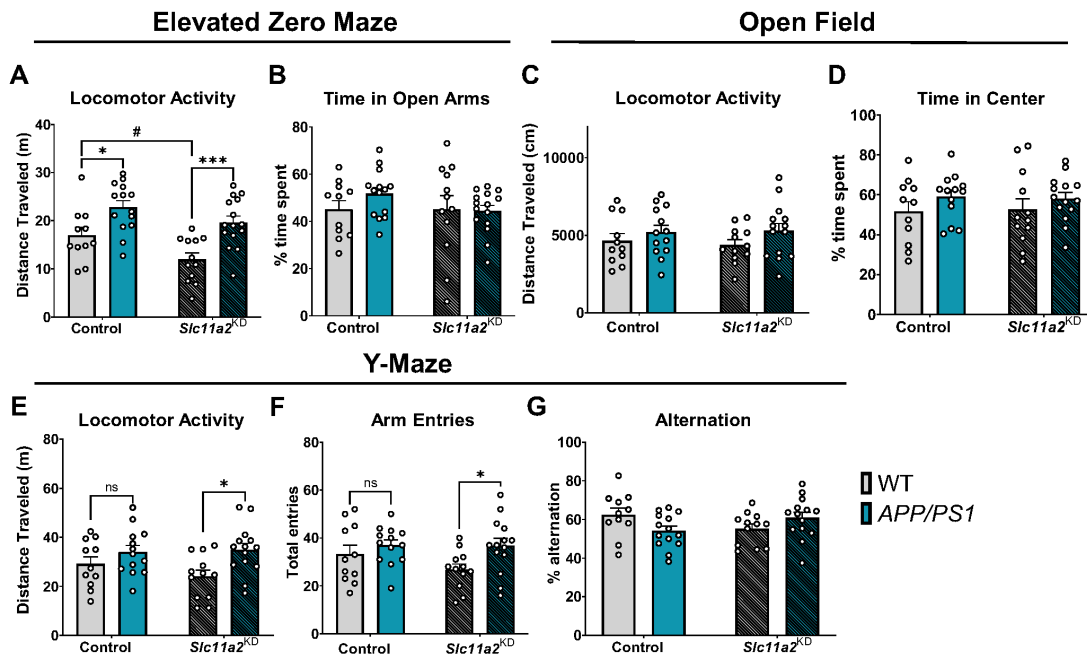 Elevated Zero Maze
Open Field
A
B
C
D
Locomotor Activity
Time in Open Arms
Locomotor Activity
Time in Center
Distance Traveled (m)
40
30
20
10
0
#
*
***
Control
Slc11a2KD
% time spent
80
60
40
20
0
Control
Slc11a2KD
Distance Traveled (cm)
10000
5000
0
Control
Slc11a2KD
% time spent
100
80
60
40
20
0
Control
Slc11a2KD
Y-Maze
E
F
G
Locomotor Activity
Arm Entries
Alternation
Distance Traveled (m)
80
60
40
20
0
ns
*
Control
Slc11a2KD
Total entries
80
60
40
20
0
ns
*
Control
Slc11a2KD
% alternation
100
80
60
40
20
0
Control
Slc11a2KD
WT
APP/PS1